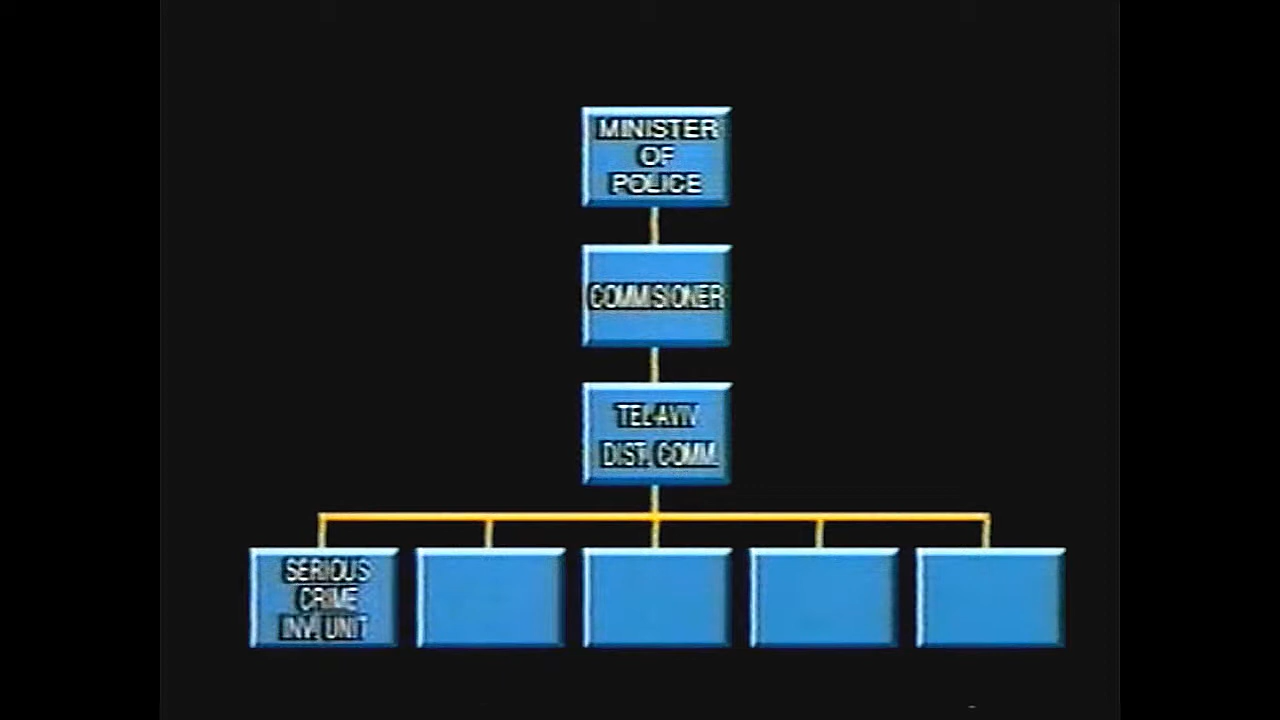 MINISTER
OF
POLICE
COMMISIONER
TEL-AVIV
DIST. COMM.
SERIOUS
CRIME
INV. UNIT